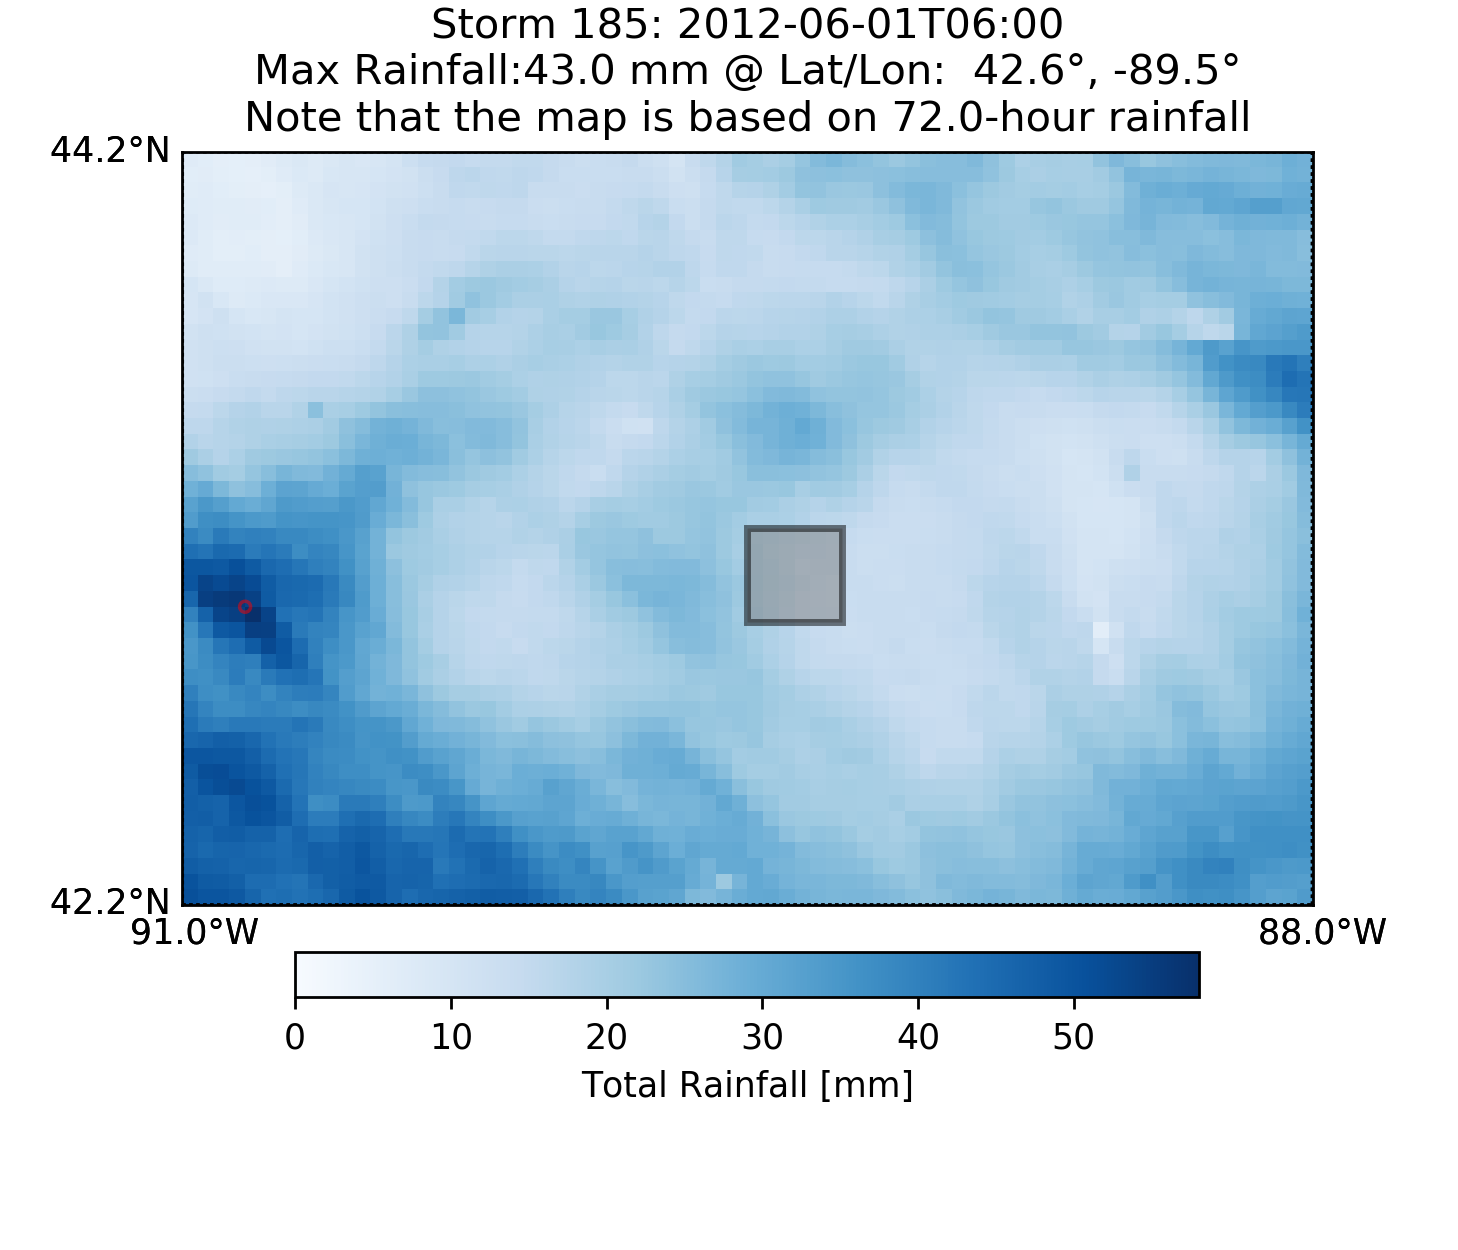 Storm 185: 2012-06-01T06:00
Max Rainfall:43.0 mm @ Lat/Lon:  42.6°, -89.5°
Note that the map is based on 72.0-hour rainfall
44.2°N
42.2°N
91.0°W 88.0°W
0 10 20 30 40 50
Total Rainfall [mm]